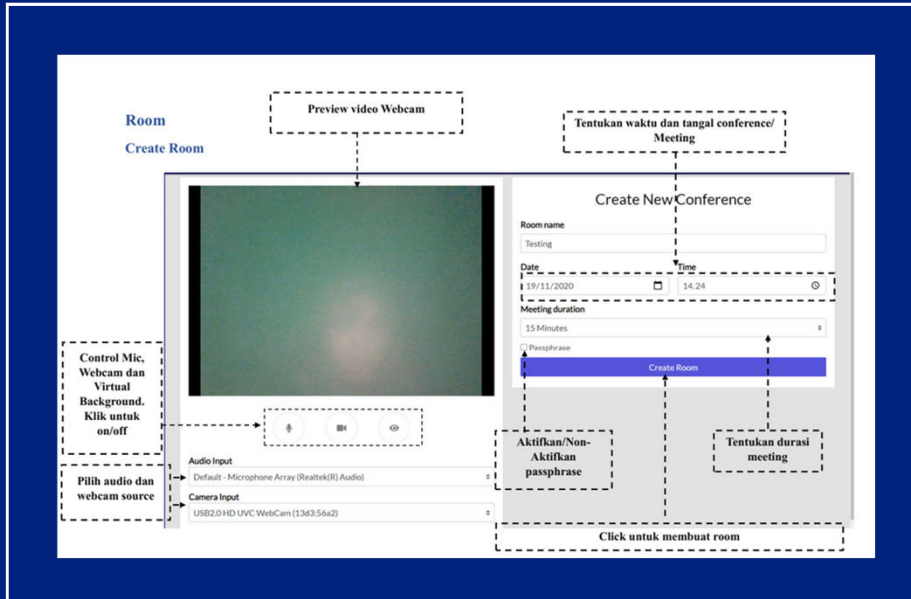 Room
Create Room
Preview video Webcam
Tentukan waktu dan tangal conference/
Meeting
Create New Conference
Room name
Testing
Date
Time
19/11/2020
14.24
Meeting duration
15 Minutes
Passphrase
Create Room
Control Mic,
Webcam dan
Virtual
Background.
Klik untuk
on/off
Aktifkan/Non-
Aktifkan
passphrase
Tentukan durasi
meeting
Pilih audio dan
webcam source
Audio Input
Default - Microphone Array (Realtek(R) Audio)
Camera Input
USB2.0 HD UVC WebCam (13d3:56a2)
Click untuk membuat room